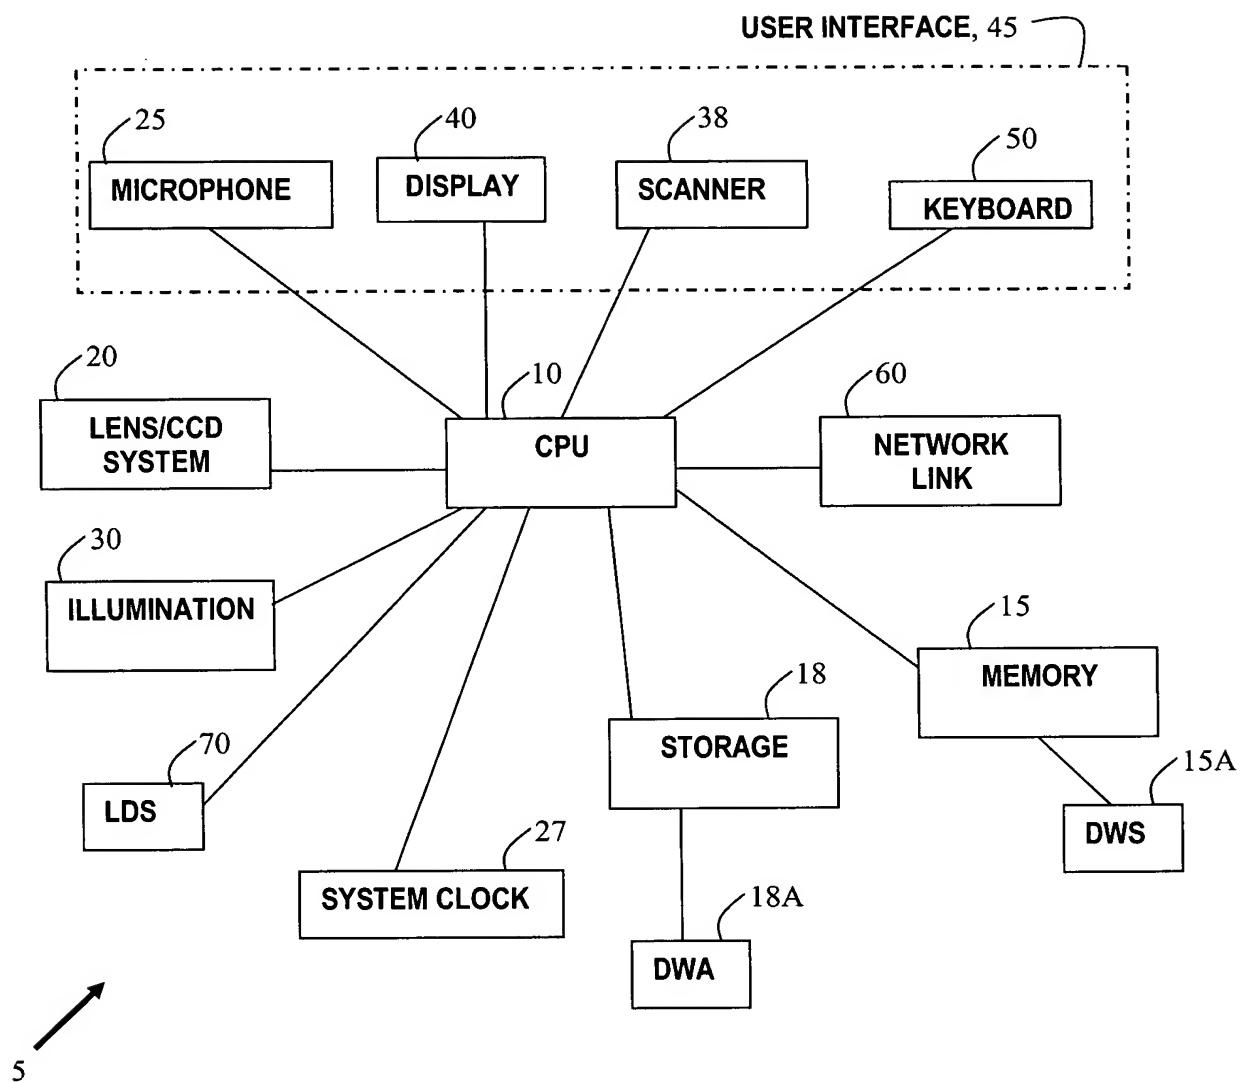 USER INTERFACE, 45
25
40
38
50
MICROPHONE
DISPLAY
SCANNER
KEYBOARD
20
10
60
LENS/CCD
SYSTEM
CPU
NETWORK
LINK
30
ILLUMINATION
15
MEMORY
18
STORAGE
70
LDS
15A
DWS
27
SYSTEM CLOCK
18A
DWA
5